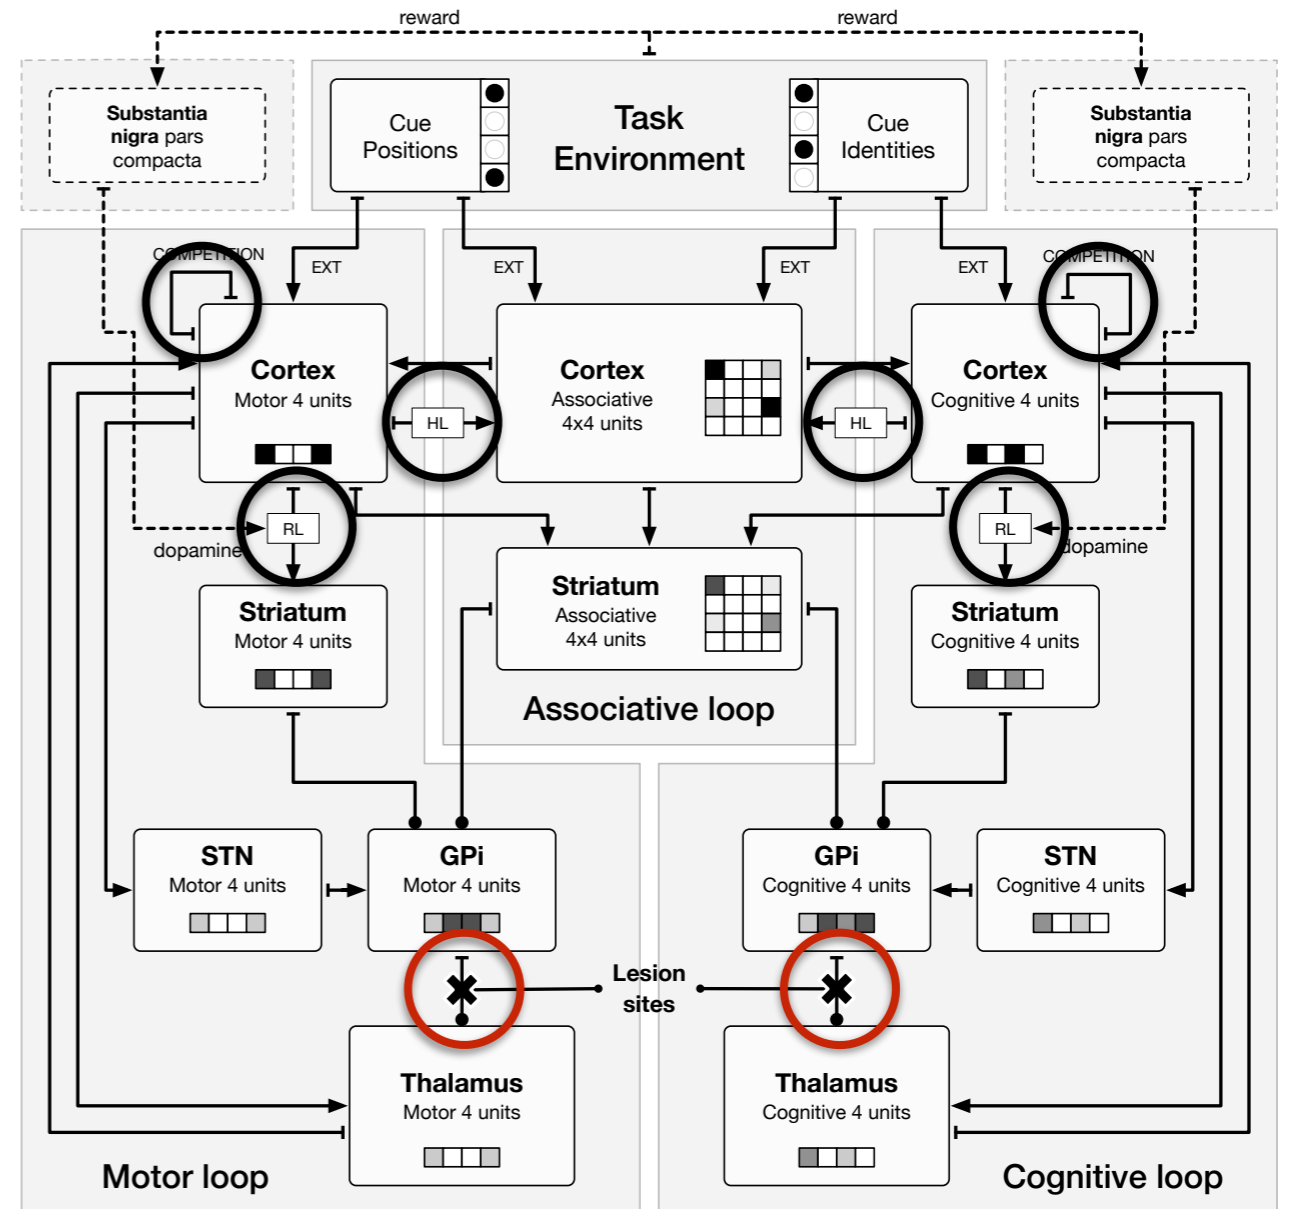 reward
reward
Substantia
nigra pars
compacta
Cue
Positions
Task
Environment
Cue
Identities
Substantia
nigra pars
compacta
COMPETITION
EXT
EXT
EXT
EXT
COMPETITION
Cortex
Motor 4 units
HL
Cortex
Associative
4x4 units
HL
Cortex
Cognitive 4 units
RL
dopamine
RL
dopamine
Striatum
Motor 4 units
Striatum
Associative
4x4 units
Striatum
Cognitive 4 units
Associative loop
STN
Motor 4 units
GPi
Motor 4 units
GPi
Cognitive 4 units
STN
Cognitive 4 units
Lesion
sites
Thalamus
Motor 4 units
Thalamus
Cognitive 4 units
Motor loop
Cognitive loop